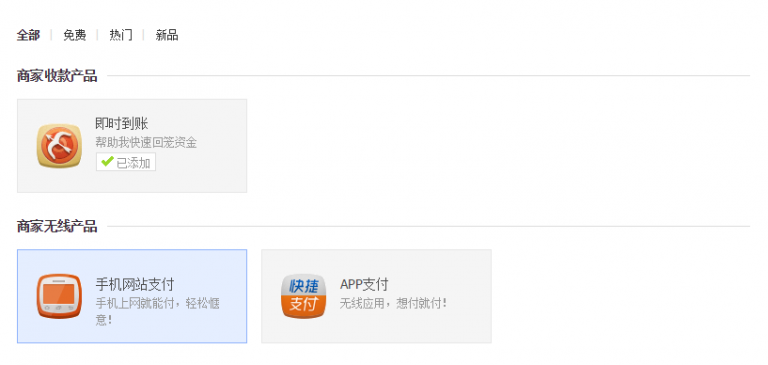 全部 免费 热门 新品
商家收款产品
即时到账
帮助我快速回笼资金
已添加
商家无线产品
手机网站支付
手机上网就能付，轻松惬
意！
快捷
支付
APP支付
无线应用，想付就付！